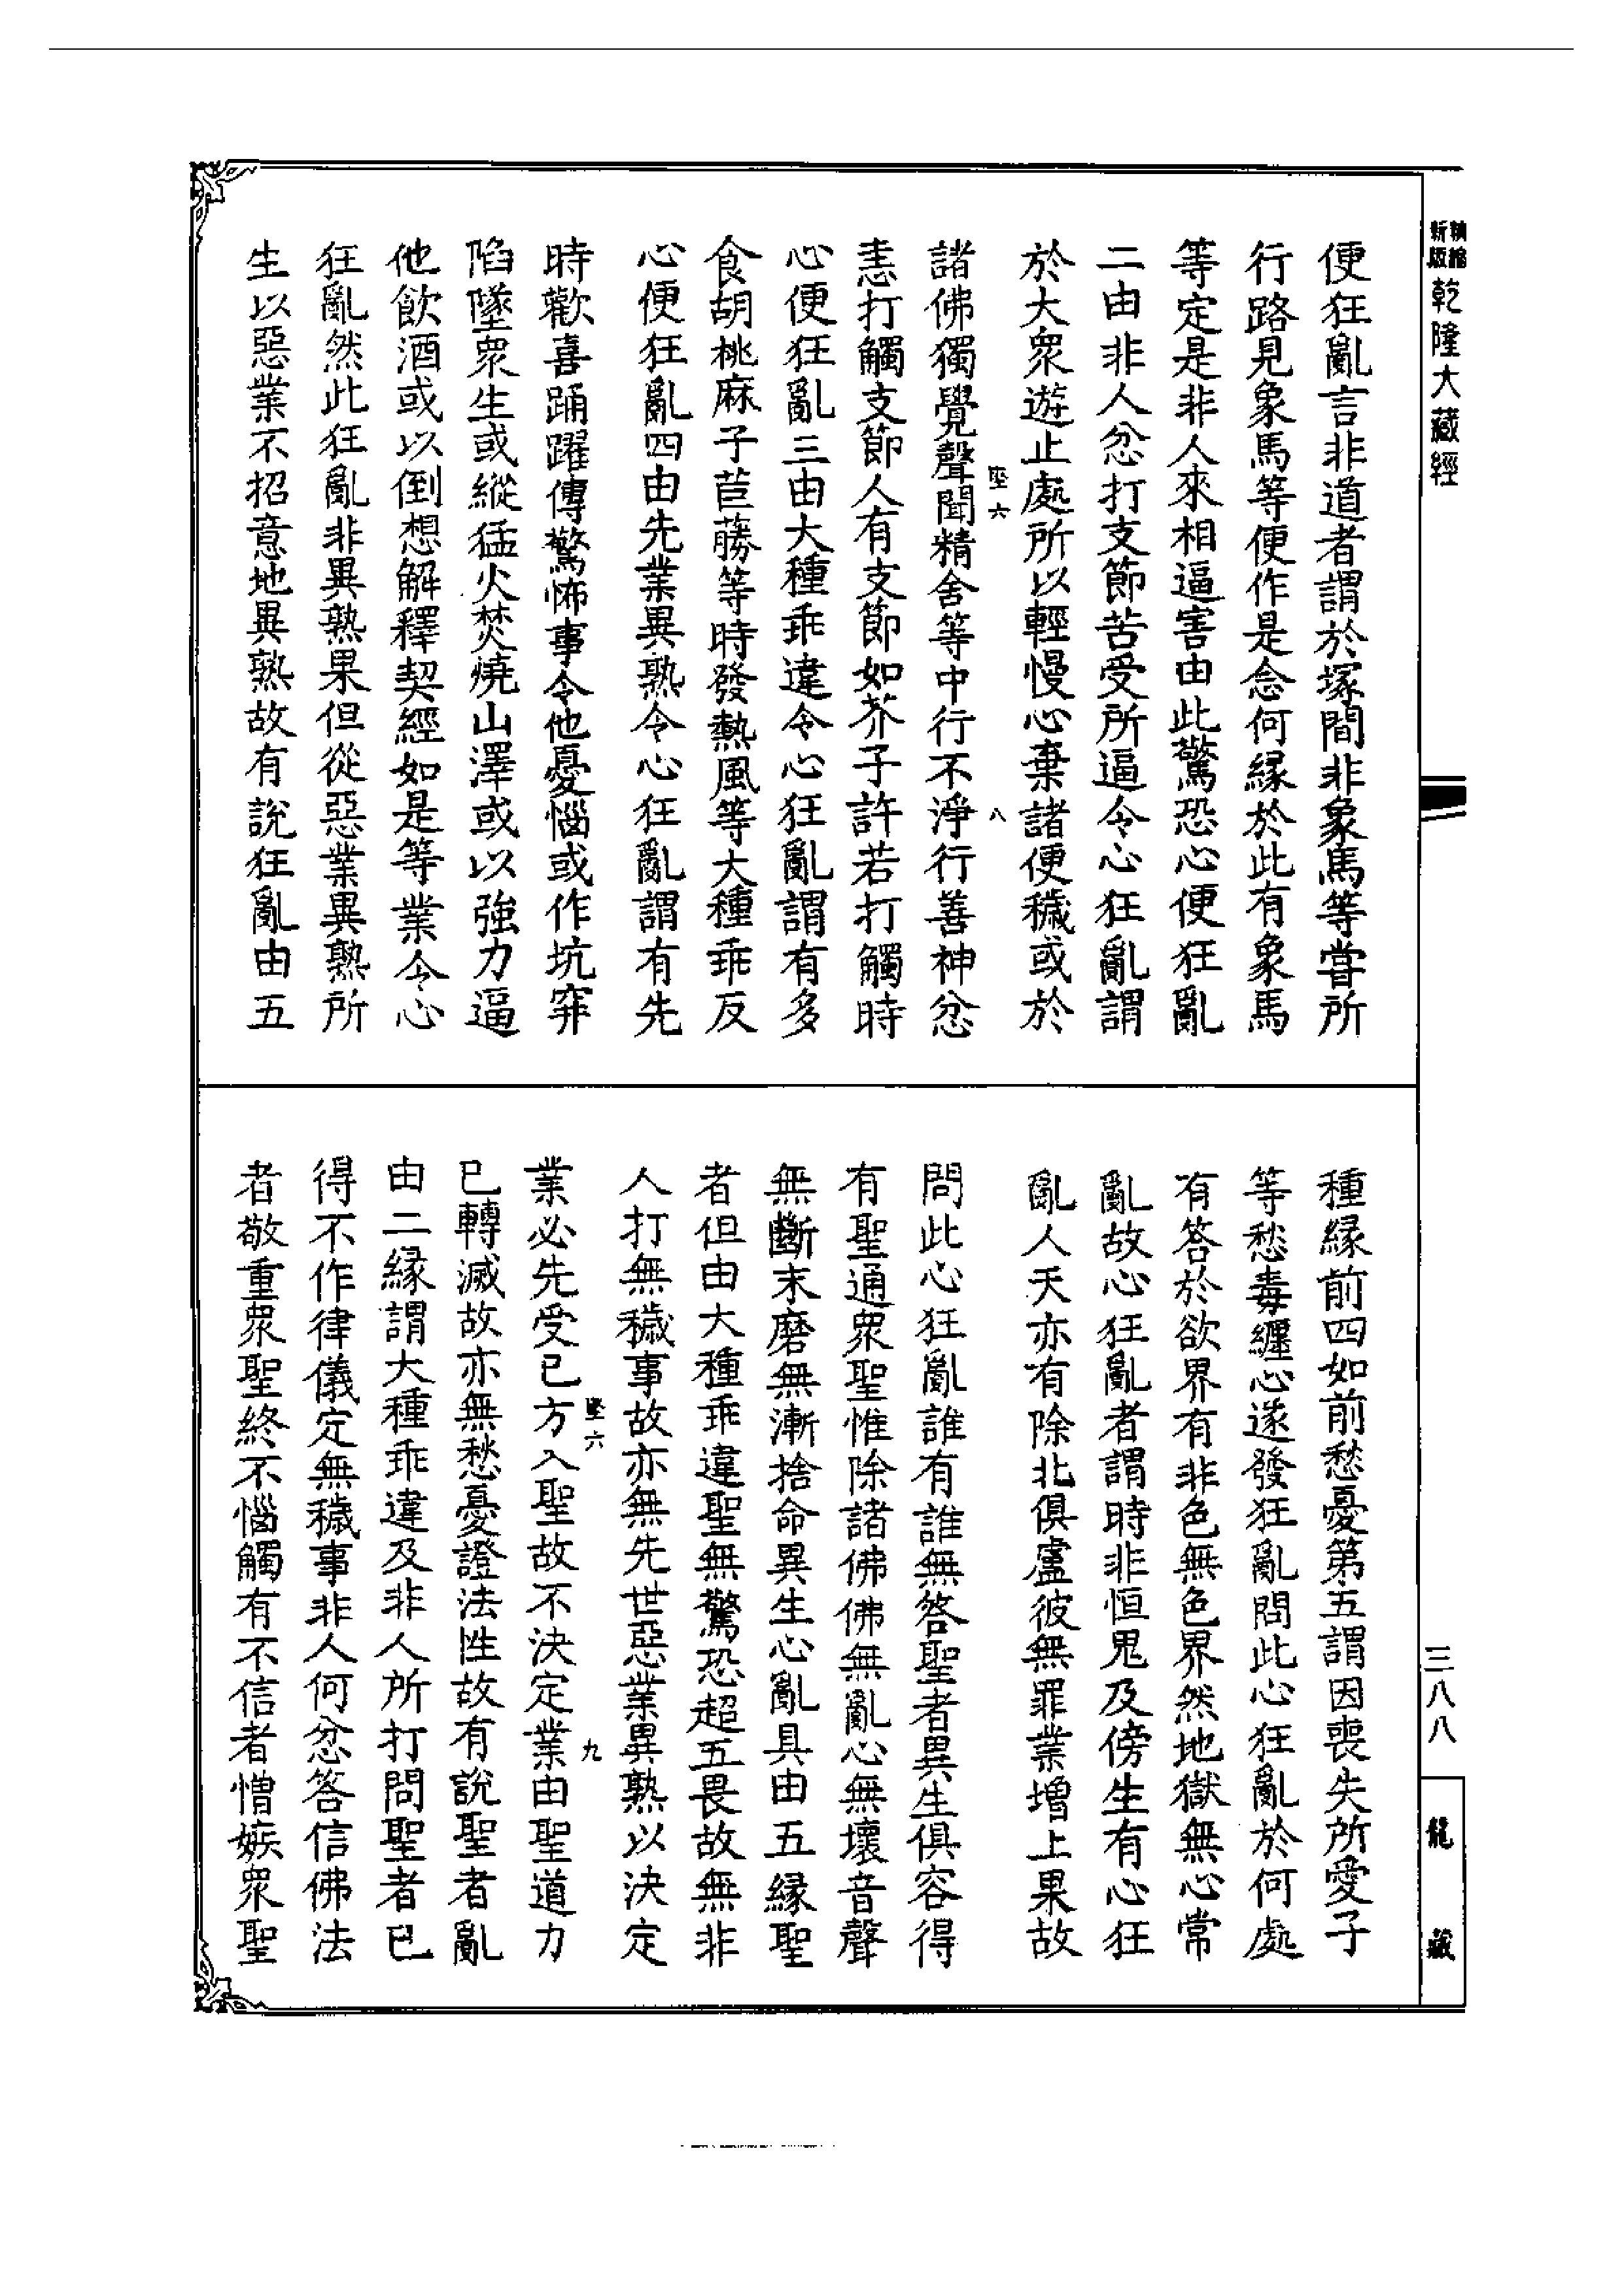 精縮新版乾隆大藏經
便狂亂言非道者謂於塚間非象馬等甞所
行路見象馬等便作是念何緣於此有象馬
等定是非人來相逼害由此驚恐心便狂亂
二由非人忿打支節苦受所逼令心狂亂謂
於大衆遊止處所以輕慢心棄諸便穢或於
堅六 八
諸佛獨覺聲聞精舍等中行不淨行善神忿
恚打觸支節人有支節如芥子許若打觸時
心便狂亂三由大種乖違令心狂亂謂有多
食胡桃麻子苣蕂等時發熱風等大種乖反
心便狂亂四由先業異熟令心狂亂謂有先
時歡喜踊躍傳驚怖事令他憂惱或作坑穽
陷墜衆生或縱猛火焚燒山澤或以強力逼
他飲酒或以倒想解釋契經如是等業令心
狂亂然此狂亂非異熟果但從惡業異熟所
生以惡業不招意地異熟故有說狂亂由五
種緣前四如前愁憂第五謂因喪失所愛子
等愁毒纏心遂發狂亂問此心狂亂於何處
有答於欲界有非色無色界然地獄無心常
亂故心狂亂者謂時非恒鬼及傍生有心狂
亂人天亦有除北俱盧彼無罪業增上果故
問此心狂亂誰有誰無答聖者異生俱容得
有聖通衆聖惟除諸佛佛無亂心無壞音聲
無斷末磨無漸捨命異生心亂具由五緣聖
者但由大種乖違聖無驚恐超五畏故無非
人打無穢事故亦無先世惡業異熟以決定
業必先受已方入聖故不決定業由聖道力
堅六 九
已轉滅故亦無愁憂證法性故有說聖者亂
由二緣謂大種乖違及非人所打問聖者已
得不作律儀定無穢事非人何忿答信佛法
者敬重衆聖終不惱觸有不信者憎嫉衆聖
三八八
龍藏